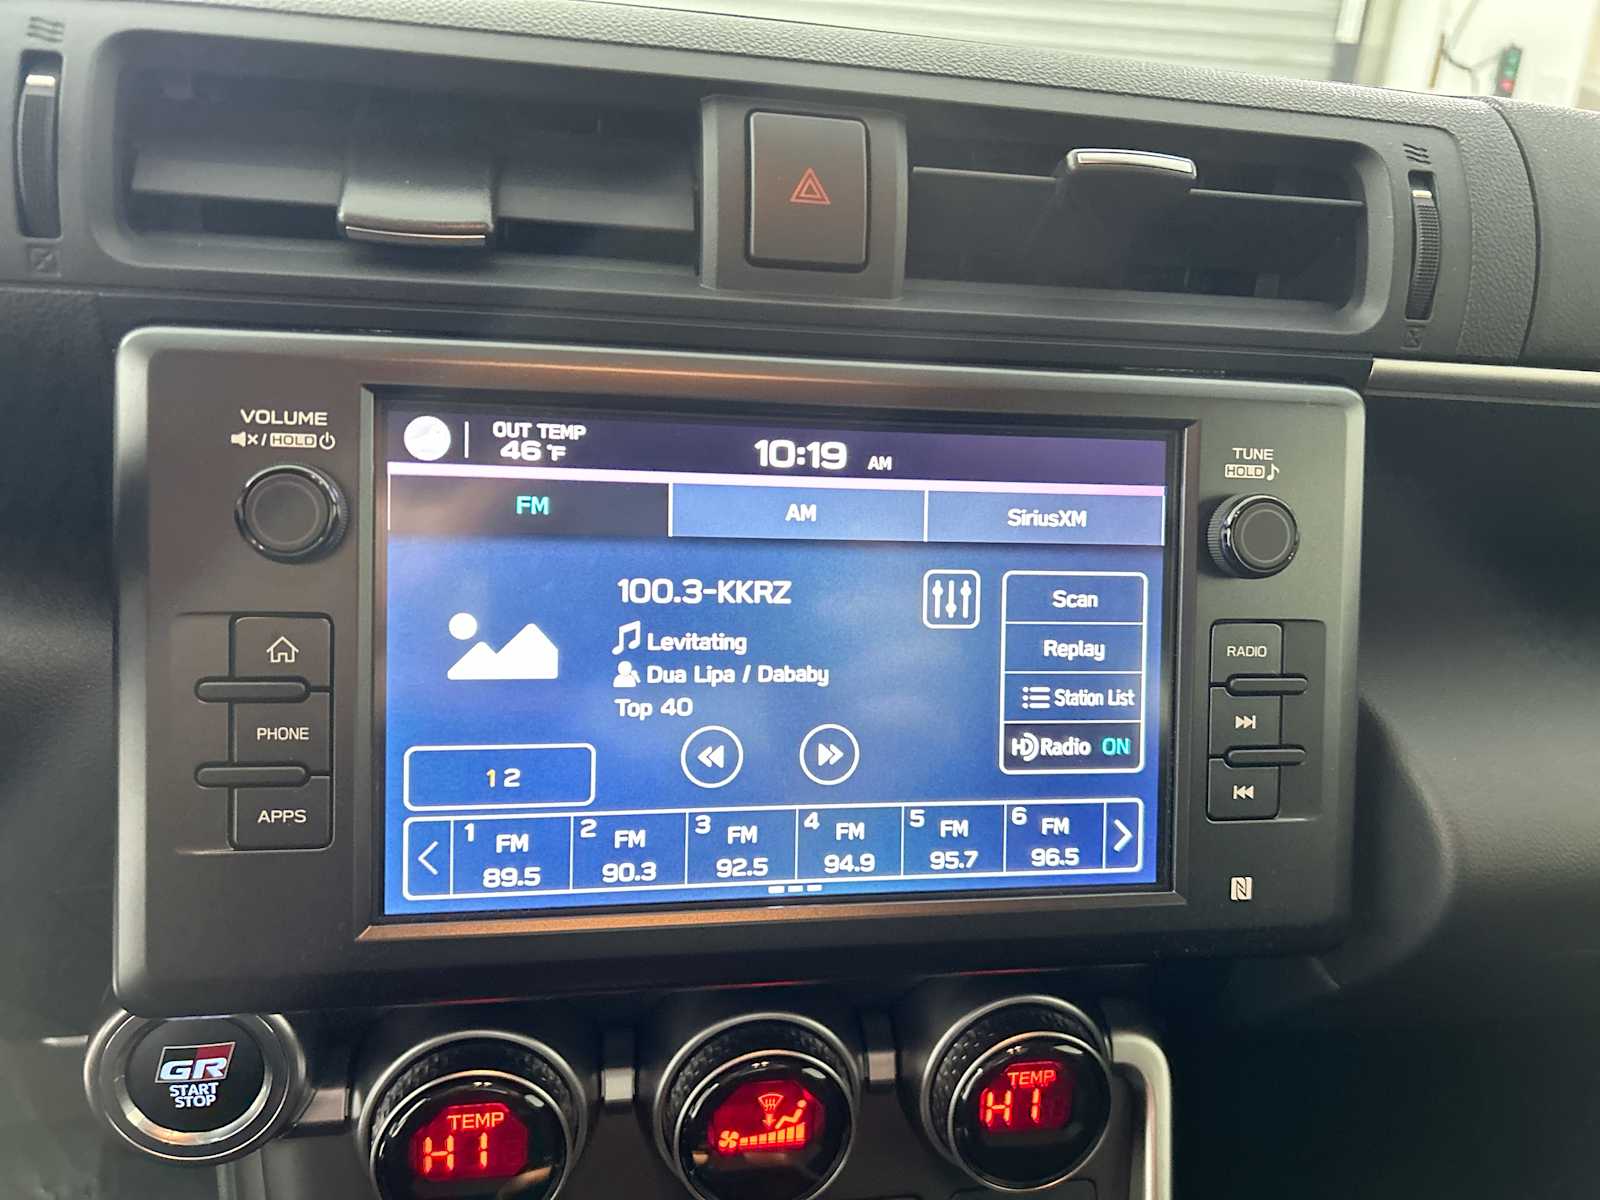 VOLUME
/ HOLD
OUT TEMP
46 °F
10:19 AM
TUNE
HOLD
FM
AM
SiriusXM
100.3-KKRZ
Levitating
Dua Lipa / Dababy
Top 40
Scan
Replay
Station List
HD Radio ON
PHONE
APPS
RADIO
1 2
1 FM 89.5
2 FM 90.3
3 FM 92.5
4 FM 94.9
5 FM 95.7
6 FM 96.5
N
GR
START
STOP
TEMP
HI
TEMP
HI